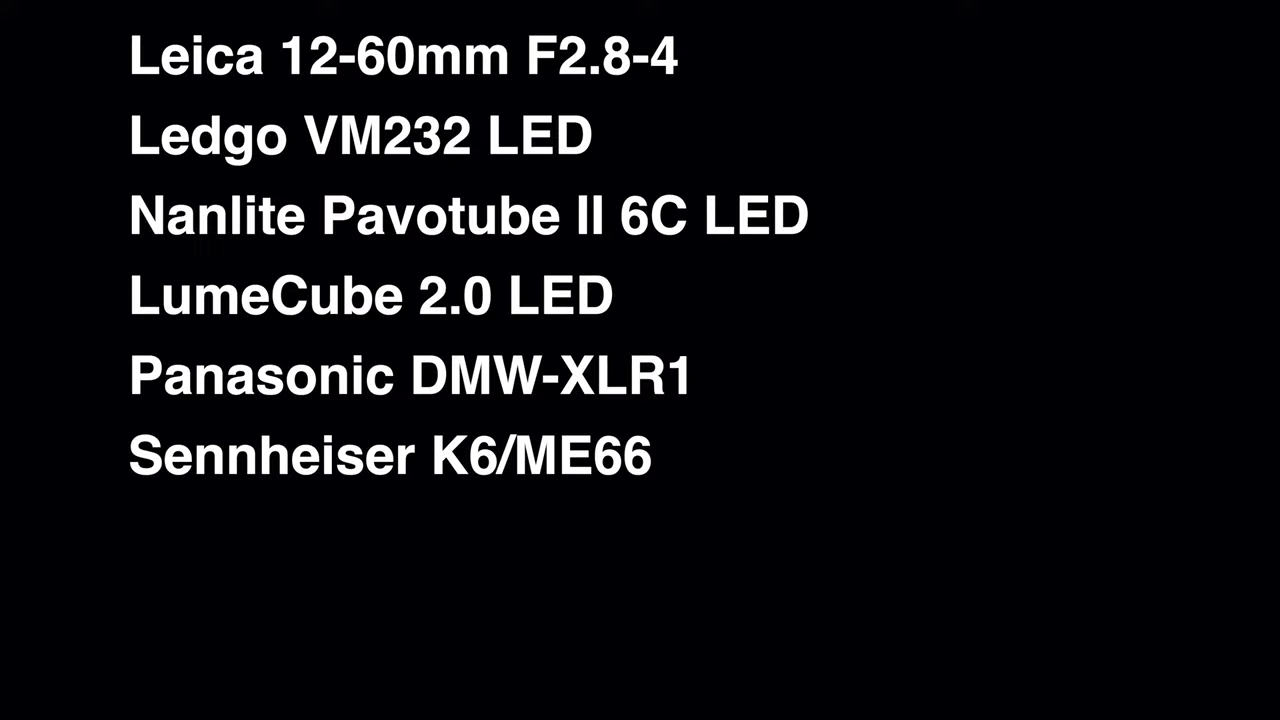 Leica 12-60mm F2.8-4
Ledgo VM232 LED
Nanlite Pavotube II 6C LED
LumeCube 2.0 LED
Panasonic DMW-XLR1
Sennheiser K6/ME66